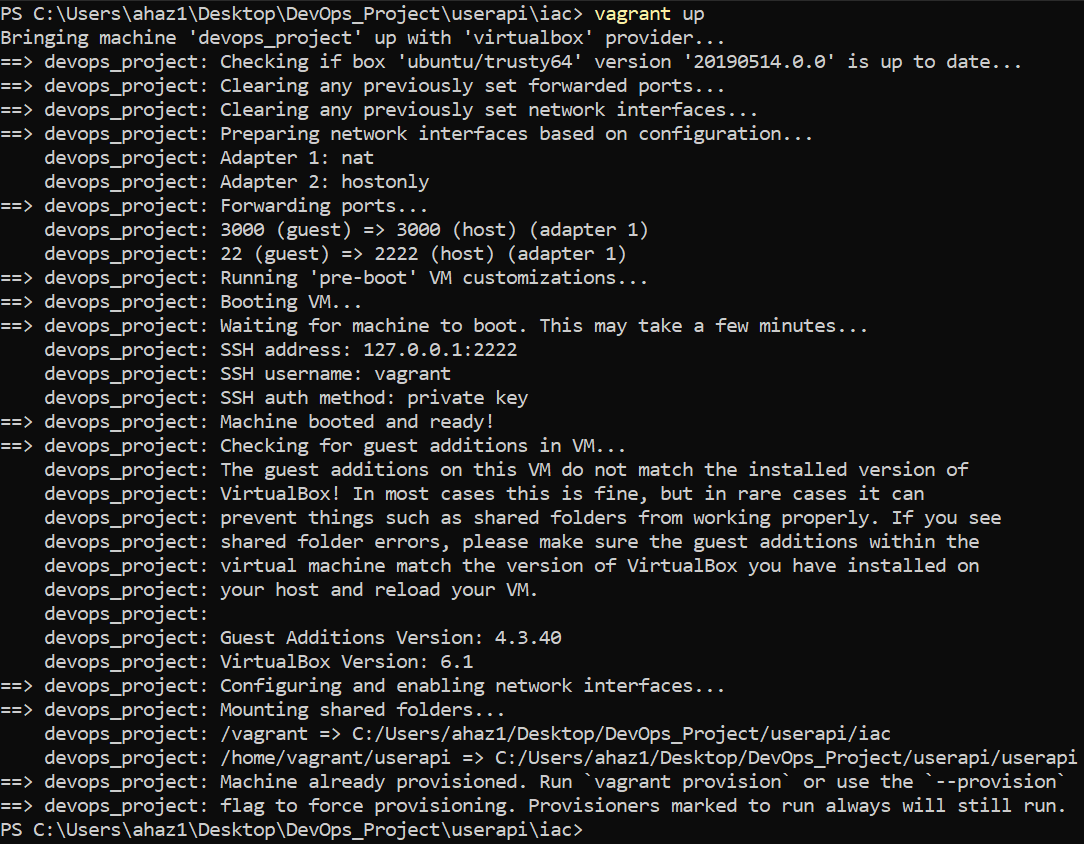 PS C:\Users\ahaz1\Desktop\DevOps_Project\userapi\iac> vagrant up
Bringing machine 'devops_project' up with 'virtualbox' provider...
==> devops_project: Checking if box 'ubuntu/trusty64' version '20190514.0.0' is up to date...
==> devops_project: Clearing any previously set forwarded ports...
==> devops_project: Clearing any previously set network interfaces...
==> devops_project: Preparing network interfaces based on configuration...
    devops_project: Adapter 1: nat
    devops_project: Adapter 2: hostonly
==> devops_project: Forwarding ports...
    devops_project: 3000 (guest) => 3000 (host) (adapter 1)
    devops_project: 22 (guest) => 2222 (host) (adapter 1)
==> devops_project: Running 'pre-boot' VM customizations...
==> devops_project: Booting VM...
==> devops_project: Waiting for machine to boot. This may take a few minutes...
    devops_project: SSH address: 127.0.0.1:2222
    devops_project: SSH username: vagrant
    devops_project: SSH auth method: private key
==> devops_project: Machine booted and ready!
==> devops_project: Checking for guest additions in VM...
    devops_project: The guest additions on this VM do not match the installed version of
    devops_project: VirtualBox! In most cases this is fine, but in rare cases it can
    devops_project: prevent things such as shared folders from working properly. If you see
    devops_project: shared folder errors, please make sure the guest additions within the
    devops_project: virtual machine match the version of VirtualBox you have installed on
    devops_project: your host and reload your VM.
    devops_project:
    devops_project: Guest Additions Version: 4.3.40
    devops_project: VirtualBox Version: 6.1
==> devops_project: Configuring and enabling network interfaces...
==> devops_project: Mounting shared folders...
    devops_project: /vagrant => C:/Users/ahaz1/Desktop/DevOps_Project/userapi/iac
    devops_project: /home/vagrant/userapi => C:/Users/ahaz1/Desktop/DevOps_Project/userapi/userapi
==> devops_project: Machine already provisioned. Run `vagrant provision` or use the `--provision`
==> devops_project: flag to force provisioning. Provisioners marked to run always will still run.
PS C:\Users\ahaz1\Desktop\DevOps_Project\userapi\iac>